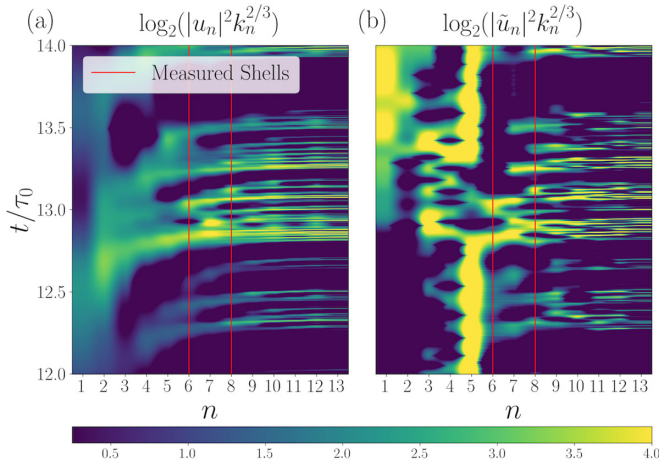 (a) log₂(|uₙ|²kₙ^{2/3})
(b) log₂(|ũₙ|²kₙ^{2/3})
Measured Shells
t/τ₀
14.0
13.5
13.0
12.5
12.0
1 2 3 4 5 6 7 8 9 10 11 12 13
n
1 2 3 4 5 6 7 8 9 10 11 12 13
n
0.5 1.0 1.5 2.0 2.5 3.0 3.5 4.0